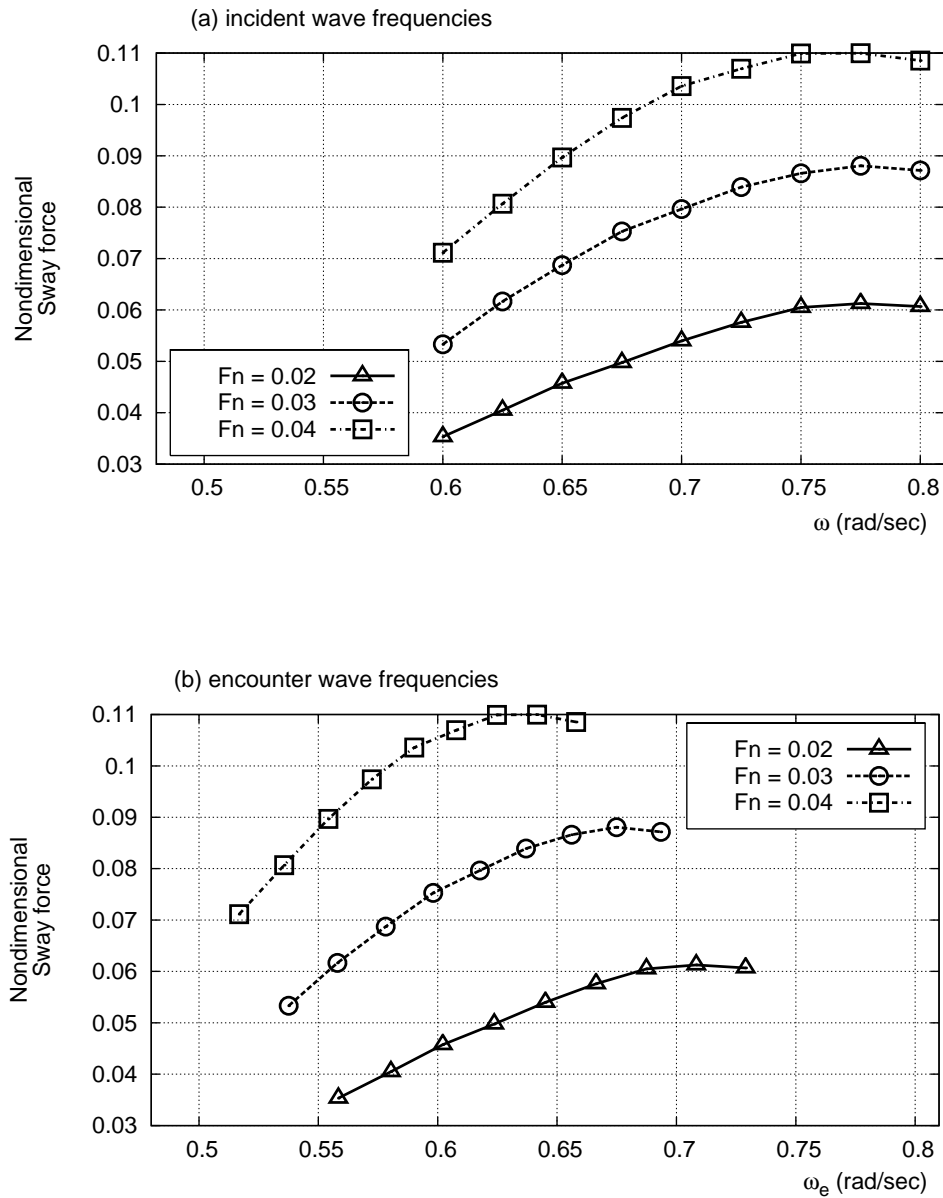 (a) incident wave frequencies
0.11
0.1
0.09
0.08
0.07
0.06
0.05
0.04
0.03
Nondimensional
Sway force
Fn = 0.02
Fn = 0.03
Fn = 0.04
0.5 0.55 0.6 0.65 0.7 0.75 0.8
ω (rad/sec)
(b) encounter wave frequencies
0.11
0.1
0.09
0.08
0.07
0.06
0.05
0.04
0.03
Nondimensional
Sway force
Fn = 0.02
Fn = 0.03
Fn = 0.04
0.5 0.55 0.6 0.65 0.7 0.75 0.8
ωe (rad/sec)